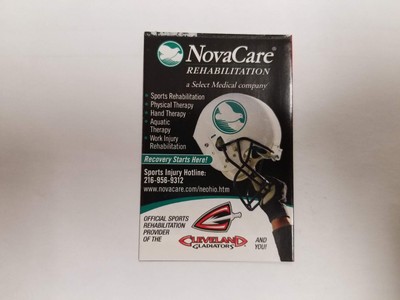 NovaCare®
REHABILITATION
a Select Medical company
• Sports Rehabilitation
• Physical Therapy
• Hand Therapy
• Aquatic
Therapy
• Work Injury
Rehabilitation
Recovery Starts Here!
Sports Injury Hotline:
216-956-9312
www.novacare.com/neohio.htm
OFFICIAL SPORTS
REHABILITATION
PROVIDER
OF THE
CLEVELAND
GLADIATORS
AND
YOU!